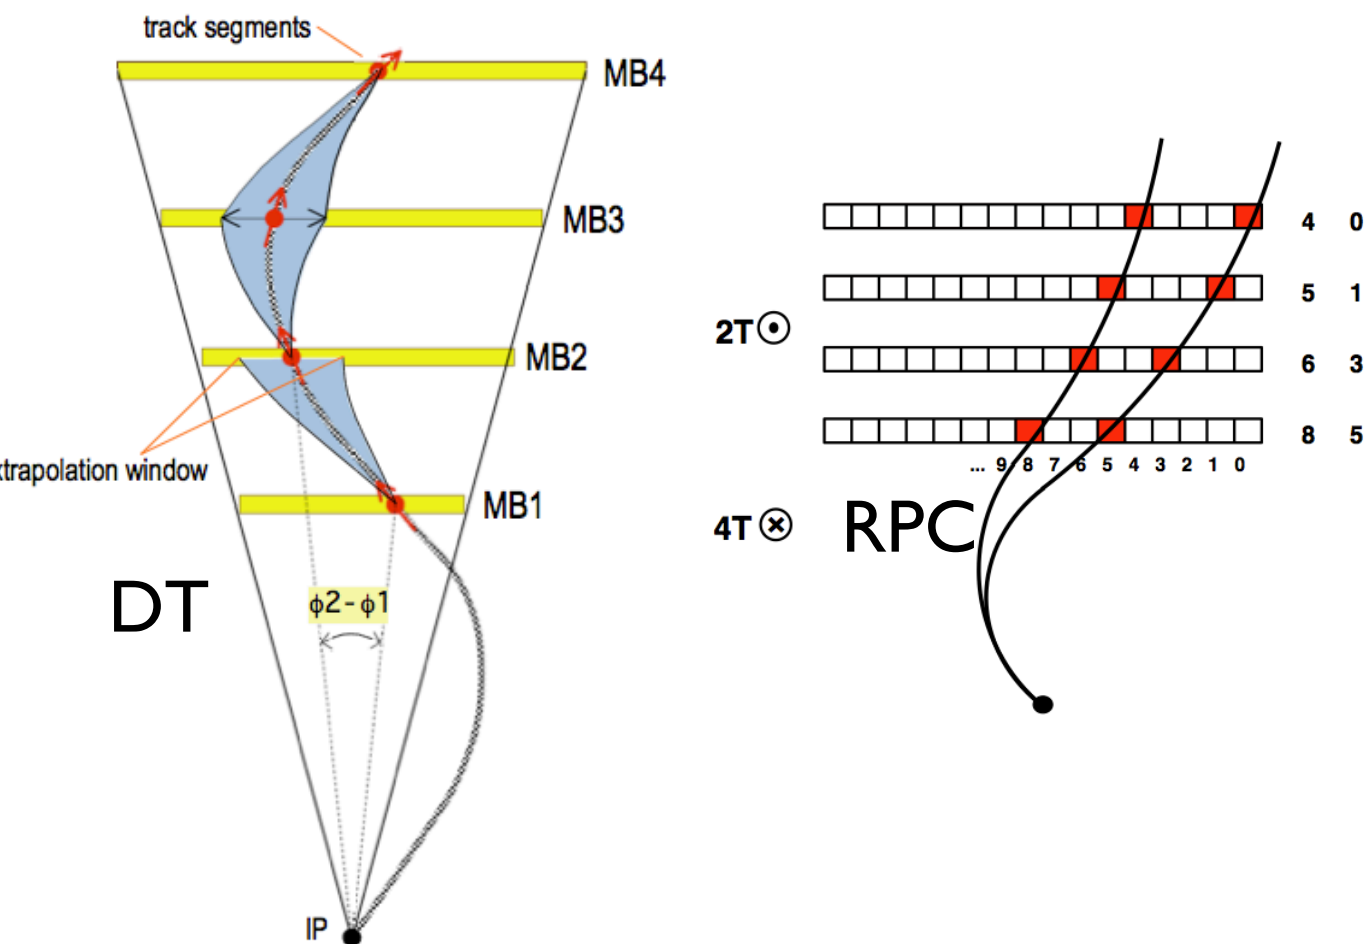 track segments
MB4
MB3
MB2
xtrapolation window
MB1
DT
ϕ2-ϕ1
IP
4 0
5 1
2T
6 3
8 5
... 9 8 7 6 5 4 3 2 1 0
4T
RPC